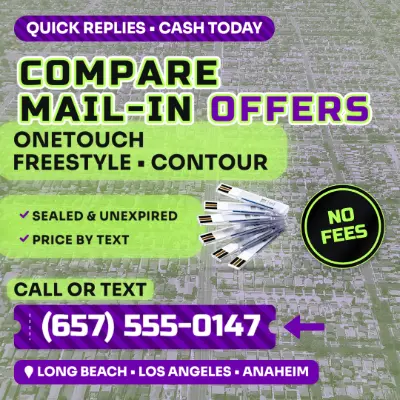 QUICK REPLIES • CASH TODAY
COMPARE
MAIL-IN OFFERS
ONETOUCH
FREESTYLE • CONTOUR
SEALED & UNEXPIRED
PRICE BY TEXT
NO
FEES
CALL OR TEXT
(657) 555-0147
LONG BEACH • LOS ANGELES • ANAHEIM